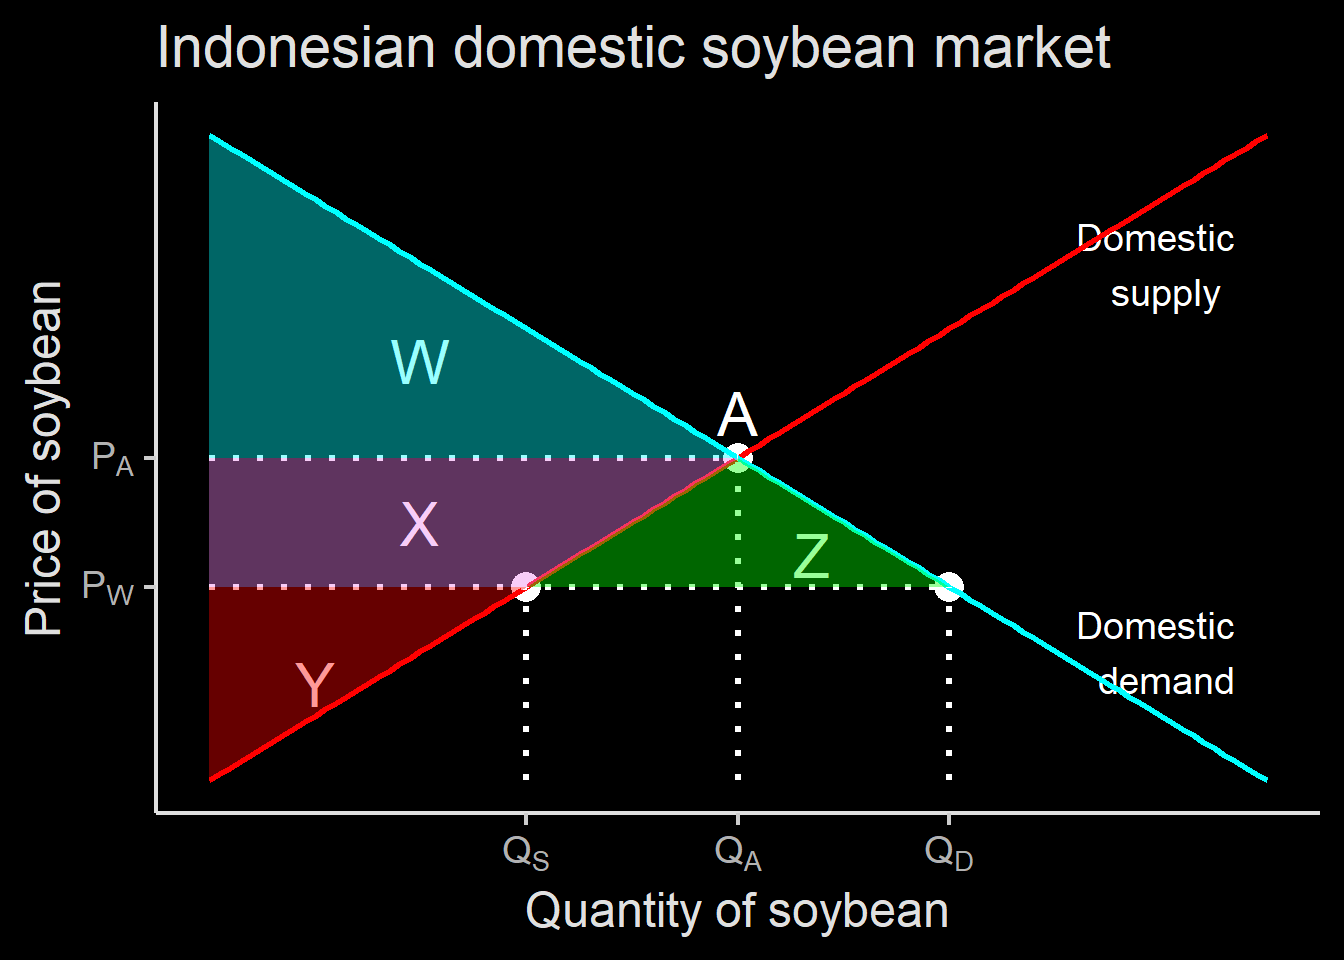 Indonesian domestic soybean market
Price of soybean
Domestic
supply
W
A
P_A
X
Z
P_W
Domestic
demand
Y
Q_S
Q_A
Q_D
Quantity of soybean